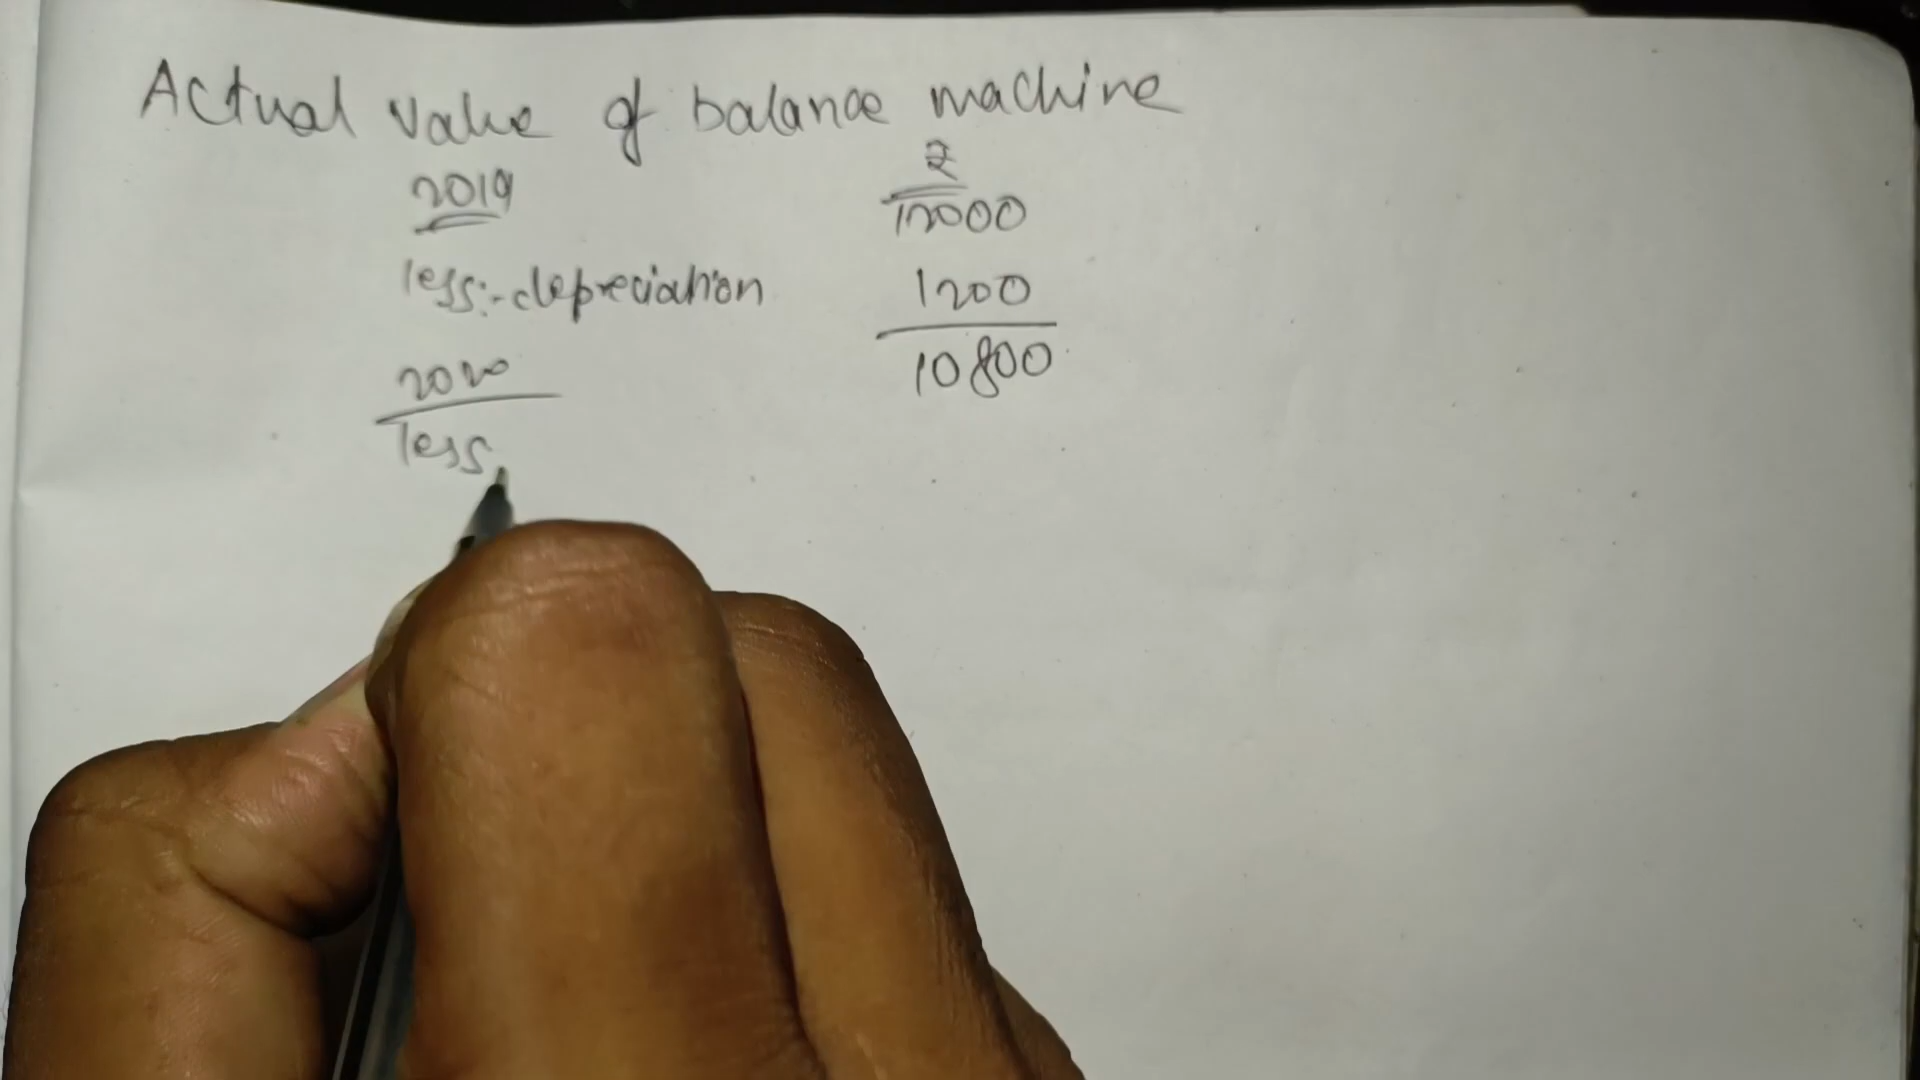 Actual value of balance machine
₹
2019 12000
less:- depreciation 1200
2020 10800
less